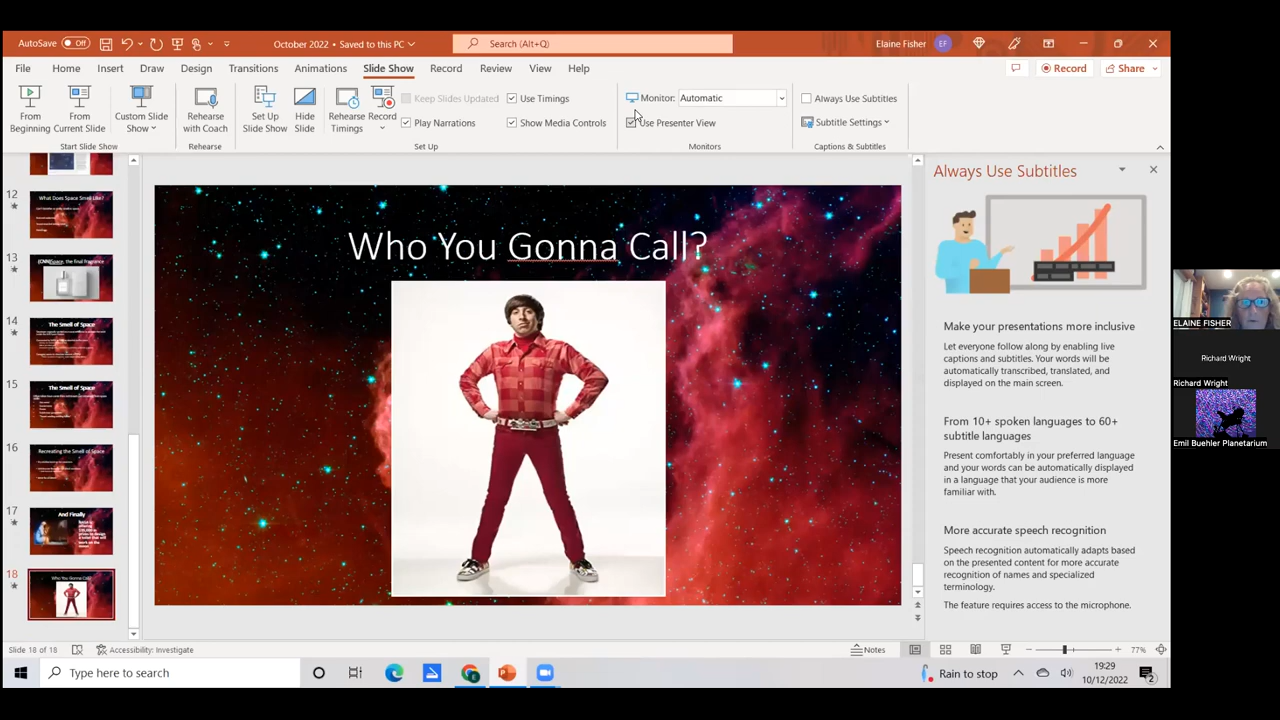 AutoSave Off
October 2022 • Saved to this PC
Search (Alt+Q)
Elaine Fisher EF
File Home Insert Draw Design Transitions Animations Slide Show Record Review View Help
Record Share
From Beginning
From Current Slide
Custom Slide Show
Rehearse with Coach
Set Up Slide Show
Hide Slide
Rehearse Timings
Record
Keep Slides Updated
Use Timings
Play Narrations
Show Media Controls
Monitor: Automatic
Use Presenter View
Always Use Subtitles
Subtitle Settings
Start Slide Show
Rehearse
Set Up
Monitors
Captions & Subtitles
12
What Does Space Smell Like?
13
(CNN)Space, the final fragrance
14
The Smell of Space
15
The Smell of Space
16
Recreating the Smell of Space
17
And Finally
18
Who You Gonna Call?
Who You Gonna Call?
Always Use Subtitles
Make your presentations more inclusive
Let everyone follow along by enabling live
captions and subtitles. Your words will be
automatically transcribed, translated, and
displayed on the main screen.
From 10+ spoken languages to 60+
subtitle languages
Present comfortably in your preferred language
and your words can be automatically displayed
in a language that your audience is more
familiar with.
More accurate speech recognition
Speech recognition automatically adapts based
on the presented content for more accurate
recognition of names and specialized
terminology.
The feature requires access to the microphone.
ELAINE FISHER
Richard Wright
Richard Wright
Emil Buehler Planetarium
Slide 18 of 18
Accessibility: Investigate
Notes
77%
Type here to search
Rain to stop
19:29
10/12/2022
2